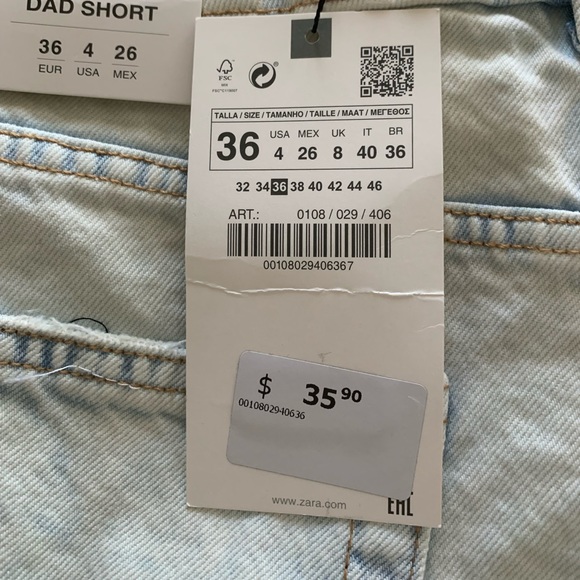 DAD SHORT
36 4 26
EUR USA MEX
FSC
TALLA / SIZE / TAMANHO / TAILLE / MAAT / ΜΕΓΕΘΟΣ
USA MEX UK IT BR
36 4 26 8 40 36
32 34 36 38 40 42 44 46
ART.: 0108 / 029 / 406
00108029406367
$ 35 90
0010802940636
www.zara.com
EAC